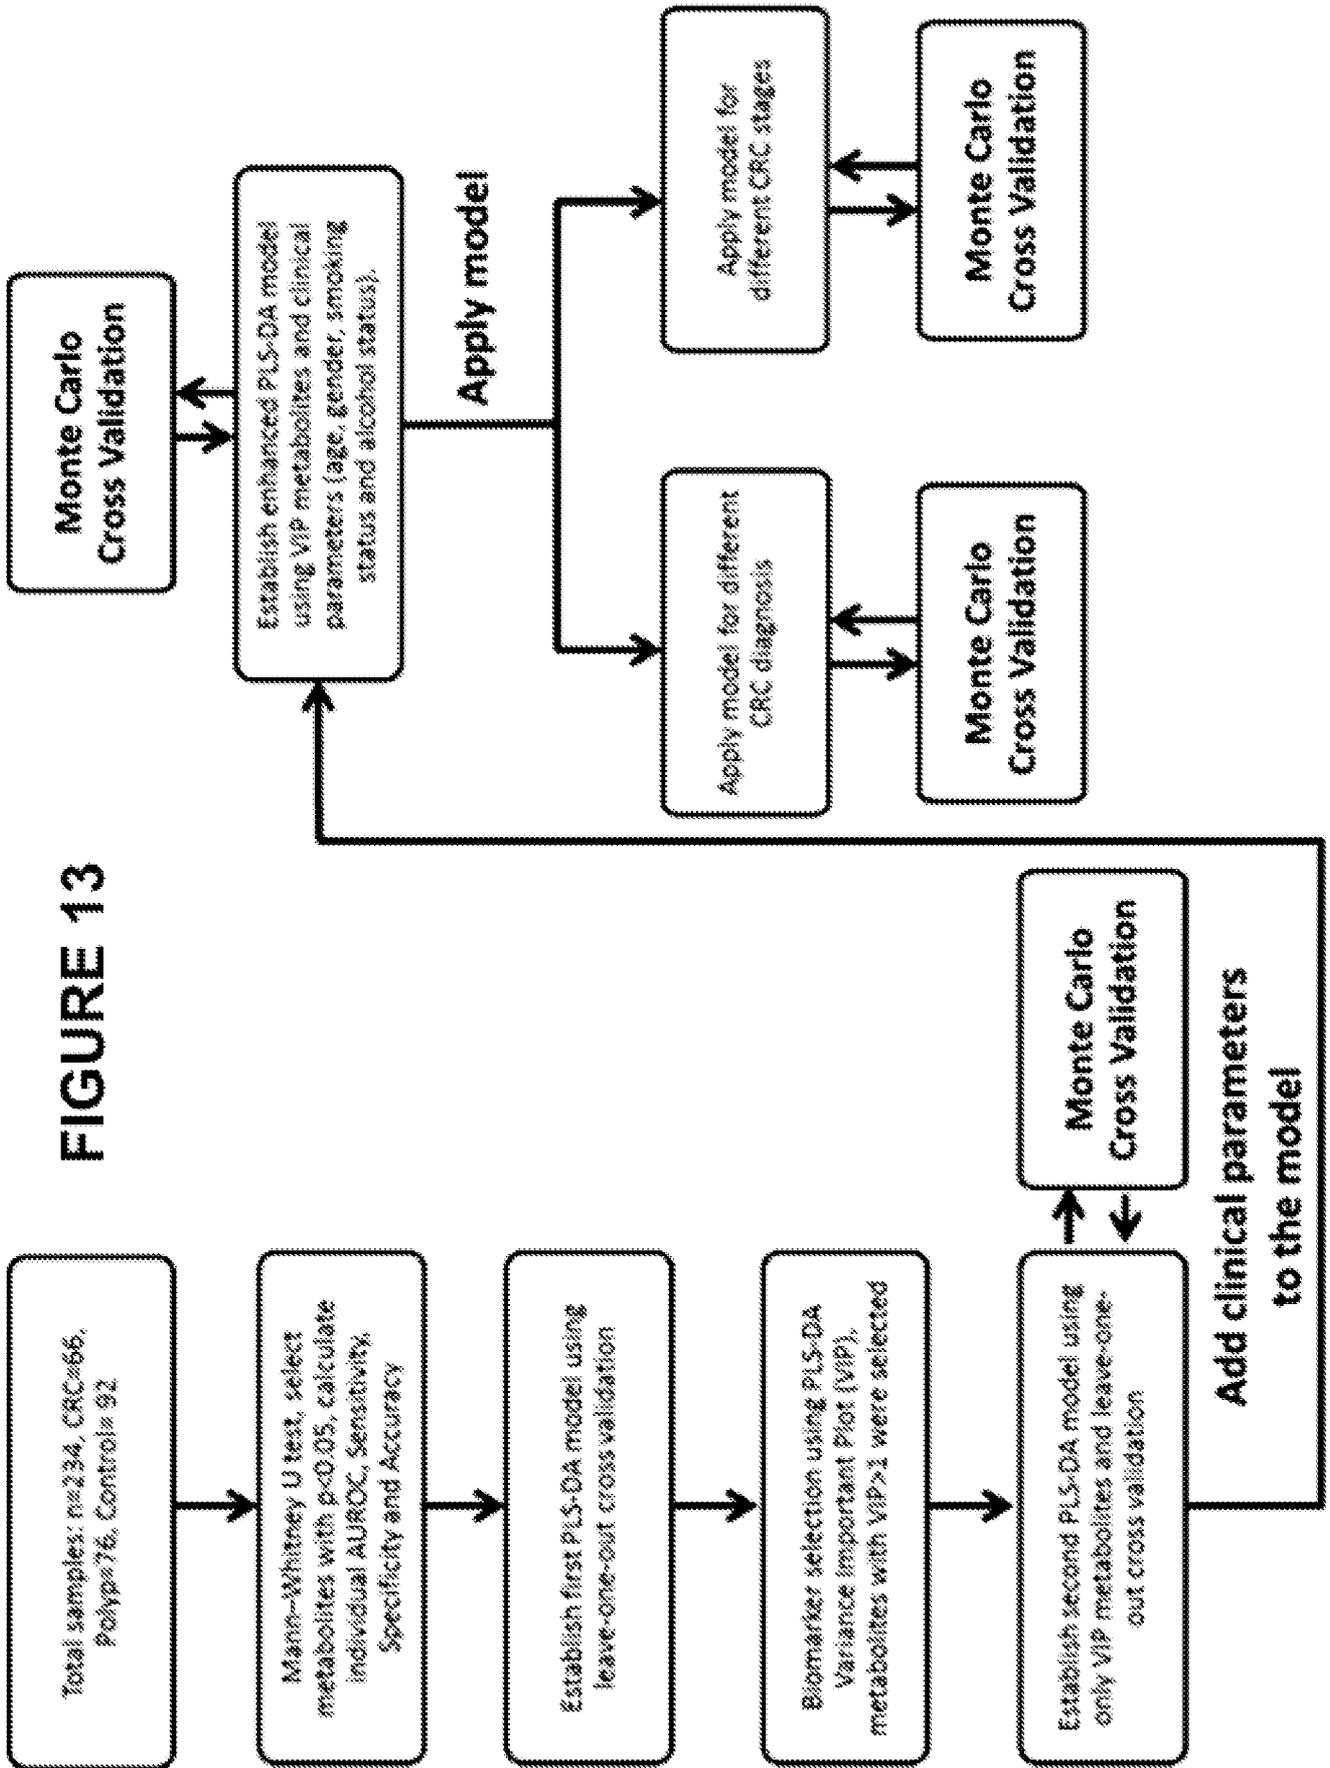 FIGURE 13
Total samples: n=234, CRC=66,
Polyp=76, Control= 92
Mann–Whitney U test, select
metabolites with p<0.05, calculate
individual AUROC, Sensitivity,
Specificity and Accuracy
Establish first PLS-DA model using
leave-one-out cross validation
Biomarker selection using PLS-DA
Variance Important Plot (VIP),
metabolites with VIP>1 were selected
Establish second PLS-DA model using
only VIP metabolites and leave-one-
out cross validation
Monte Carlo
Cross Validation
Add clinical parameters
to the model
Monte Carlo
Cross Validation
Establish enhanced PLS-DA model
using VIP metabolites and clinical
parameters (age, gender, smoking
status and alcohol status).
Apply model
Apply model for different
CRC diagnosis
Monte Carlo
Cross Validation
Apply model for
different CRC stages
Monte Carlo
Cross Validation